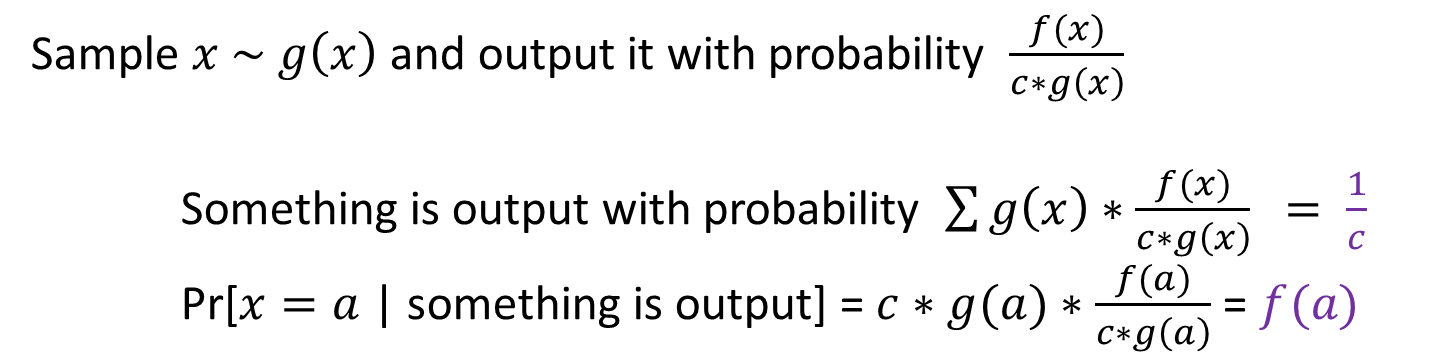 Sample x ~ g(x) and output it with probability f(x)/c*g(x)
Something is output with probability ∑ g(x) * f(x)/c*g(x) = 1/c
Pr[x = a | something is output] = c * g(a) * f(a)/c*g(a) = f(a)